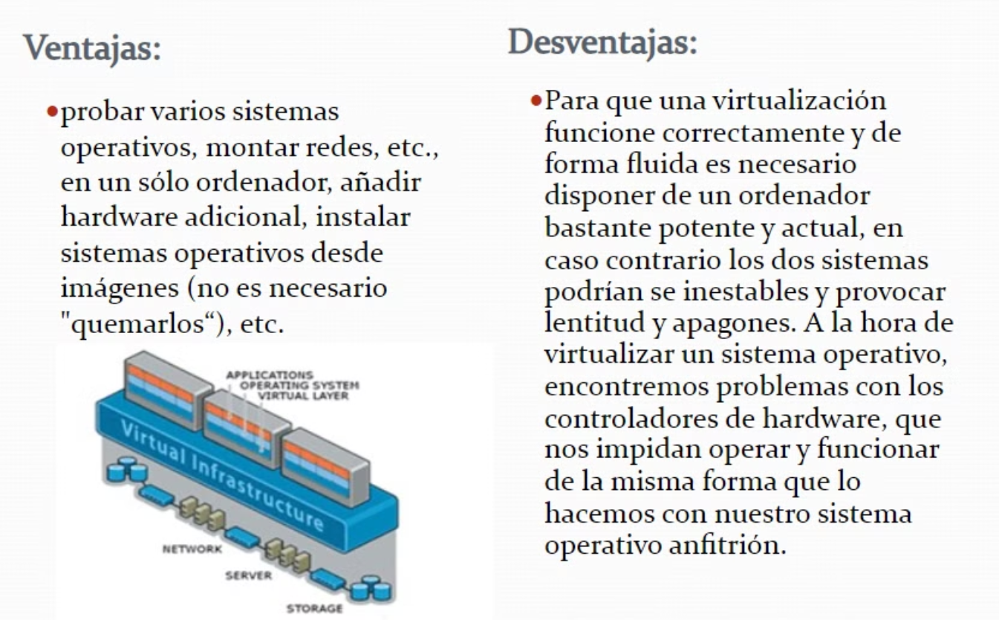 Ventajas:
•probar varios sistemas
operativos, montar redes, etc.,
en un sólo ordenador, añadir
hardware adicional, instalar
sistemas operativos desde
imágenes (no es necesario
"quemarlos“), etc.
APPLICATIONS
OPERATING SYSTEM
VIRTUAL LAYER
Virtual Infrastructure
NETWORK
SERVER
STORAGE
Desventajas:
•Para que una virtualización
funcione correctamente y de
forma fluida es necesario
disponer de un ordenador
bastante potente y actual, en
caso contrario los dos sistemas
podrían se inestables y provocar
lentitud y apagones. A la hora de
virtualizar un sistema operativo,
encontremos problemas con los
controladores de hardware, que
nos impidan operar y funcionar
de la misma forma que lo
hacemos con nuestro sistema
operativo anfitrión.